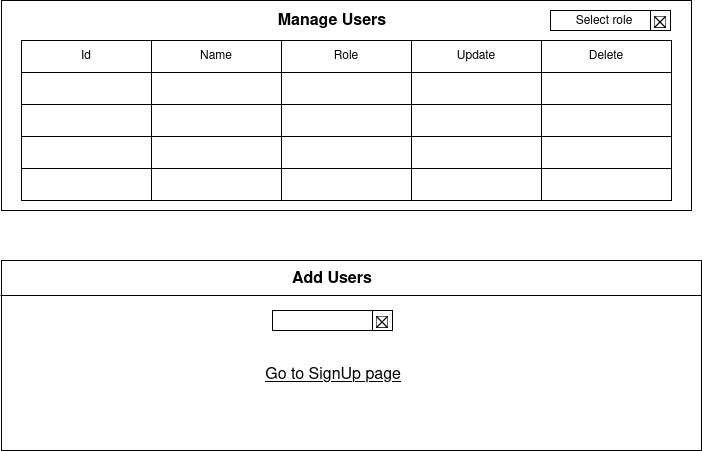 Manage Users
Select role
Id Name Role Update Delete
Add Users
Go to SignUp page